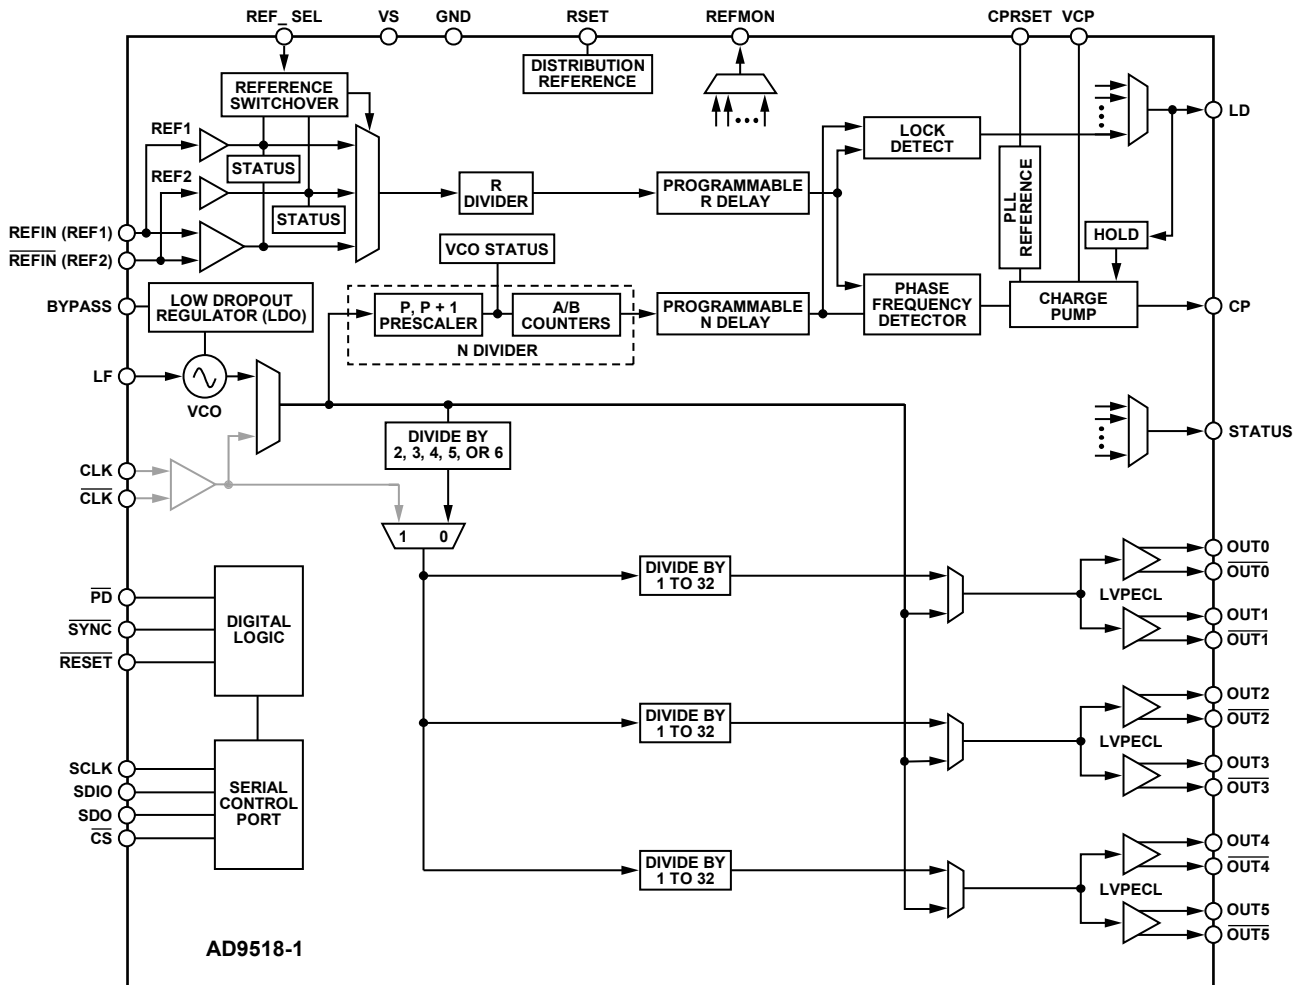 REF_ SEL
VS
GND
RSET
REFMON
CPRSET
VCP
DISTRIBUTION
REFERENCE
REFERENCE
SWITCHOVER
REF1
STATUS
REF2
STATUS
REFIN (REF1)
REFIN (REF2)
BYPASS
LF
CLK
CLK
R
DIVIDER
PROGRAMMABLE
R DELAY
LOCK
DETECT
PLL
REFERENCE
HOLD
LD
VCO STATUS
LOW DROPOUT
REGULATOR (LDO)
P, P + 1
PRESCALER
A/B
COUNTERS
N DIVIDER
PROGRAMMABLE
N DELAY
PHASE
FREQUENCY
DETECTOR
CHARGE
PUMP
CP
VCO
DIVIDE BY
2, 3, 4, 5, OR 6
STATUS
1
0
PD
SYNC
RESET
DIGITAL
LOGIC
SCLK
SDIO
SDO
CS
SERIAL
CONTROL
PORT
DIVIDE BY
1 TO 32
LVPECL
OUT0
OUT0
OUT1
OUT1
DIVIDE BY
1 TO 32
LVPECL
OUT2
OUT2
OUT3
OUT3
DIVIDE BY
1 TO 32
LVPECL
OUT4
OUT4
OUT5
OUT5
AD9518-1